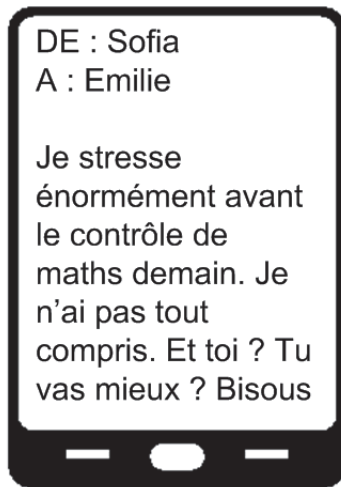 DE : Sofia
A : Emilie
Je stresse
énormément avant
le contrôle de
maths demain. Je
n'ai pas tout
compris. Et toi ? Tu
vas mieux ? Bisous